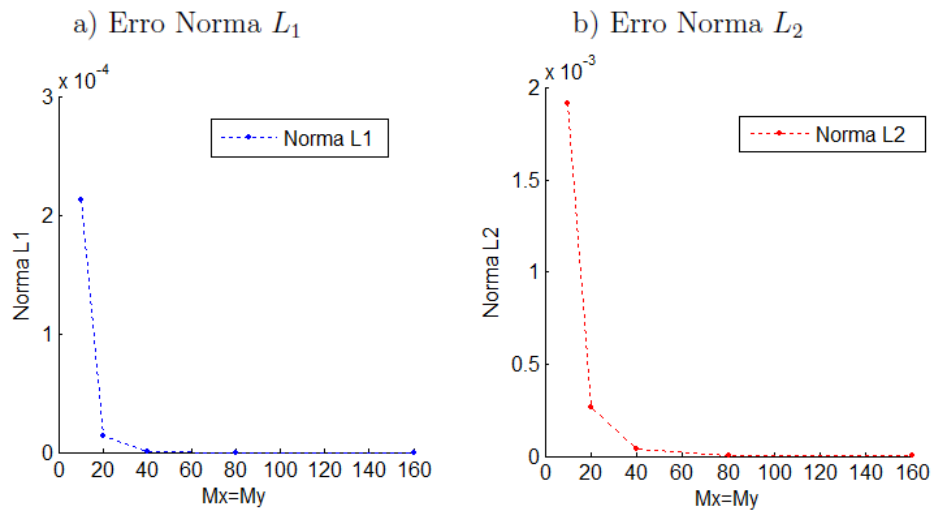 a) Erro Norma L₁
x 10⁻⁴
3
2
1
0
Norma L1
Norma L1
0 20 40 60 80 100 120 140 160
Mx=My
b) Erro Norma L₂
x 10⁻³
2
1.5
1
0.5
0
Norma L2
Norma L2
0 20 40 60 80 100 120 140 160
Mx=My